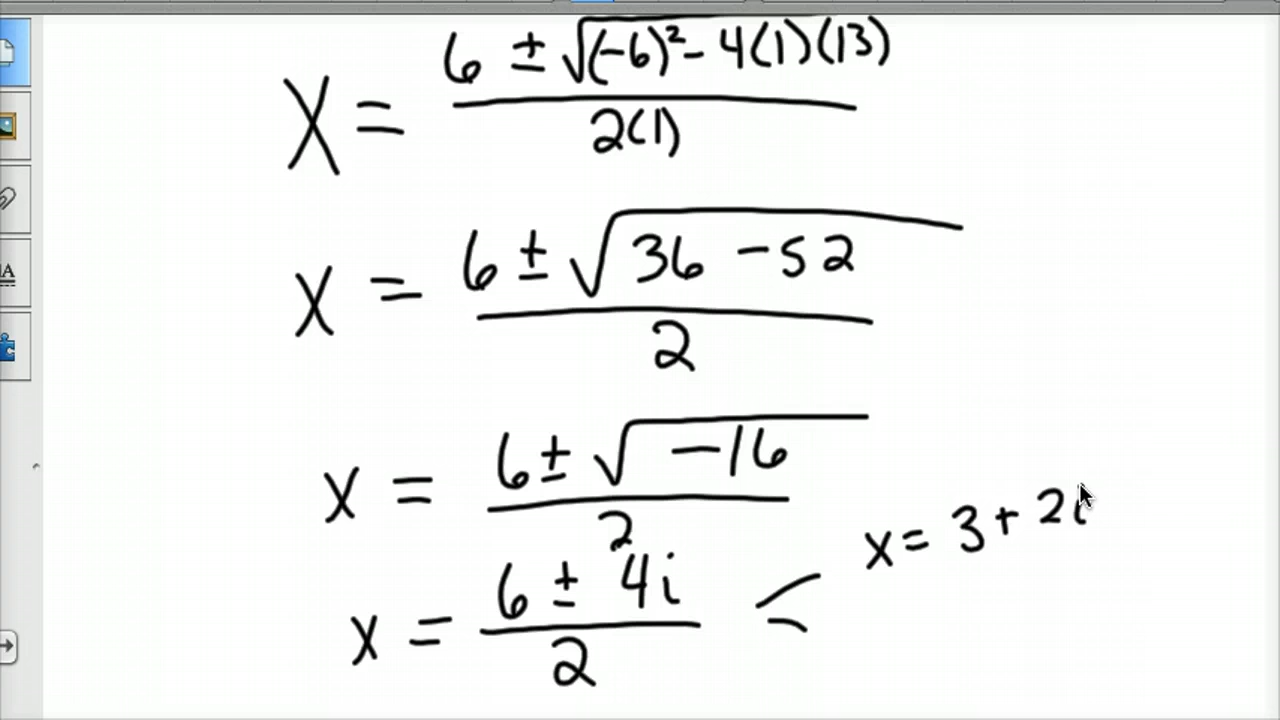 x = 6 ± √(-6)² - 4(1)(13) / 2(1)
x = 6 ± √36 - 52 / 2
x = 6 ± √-16 / 2
x = 6 ± 4i / 2
x = 3 + 2i
A